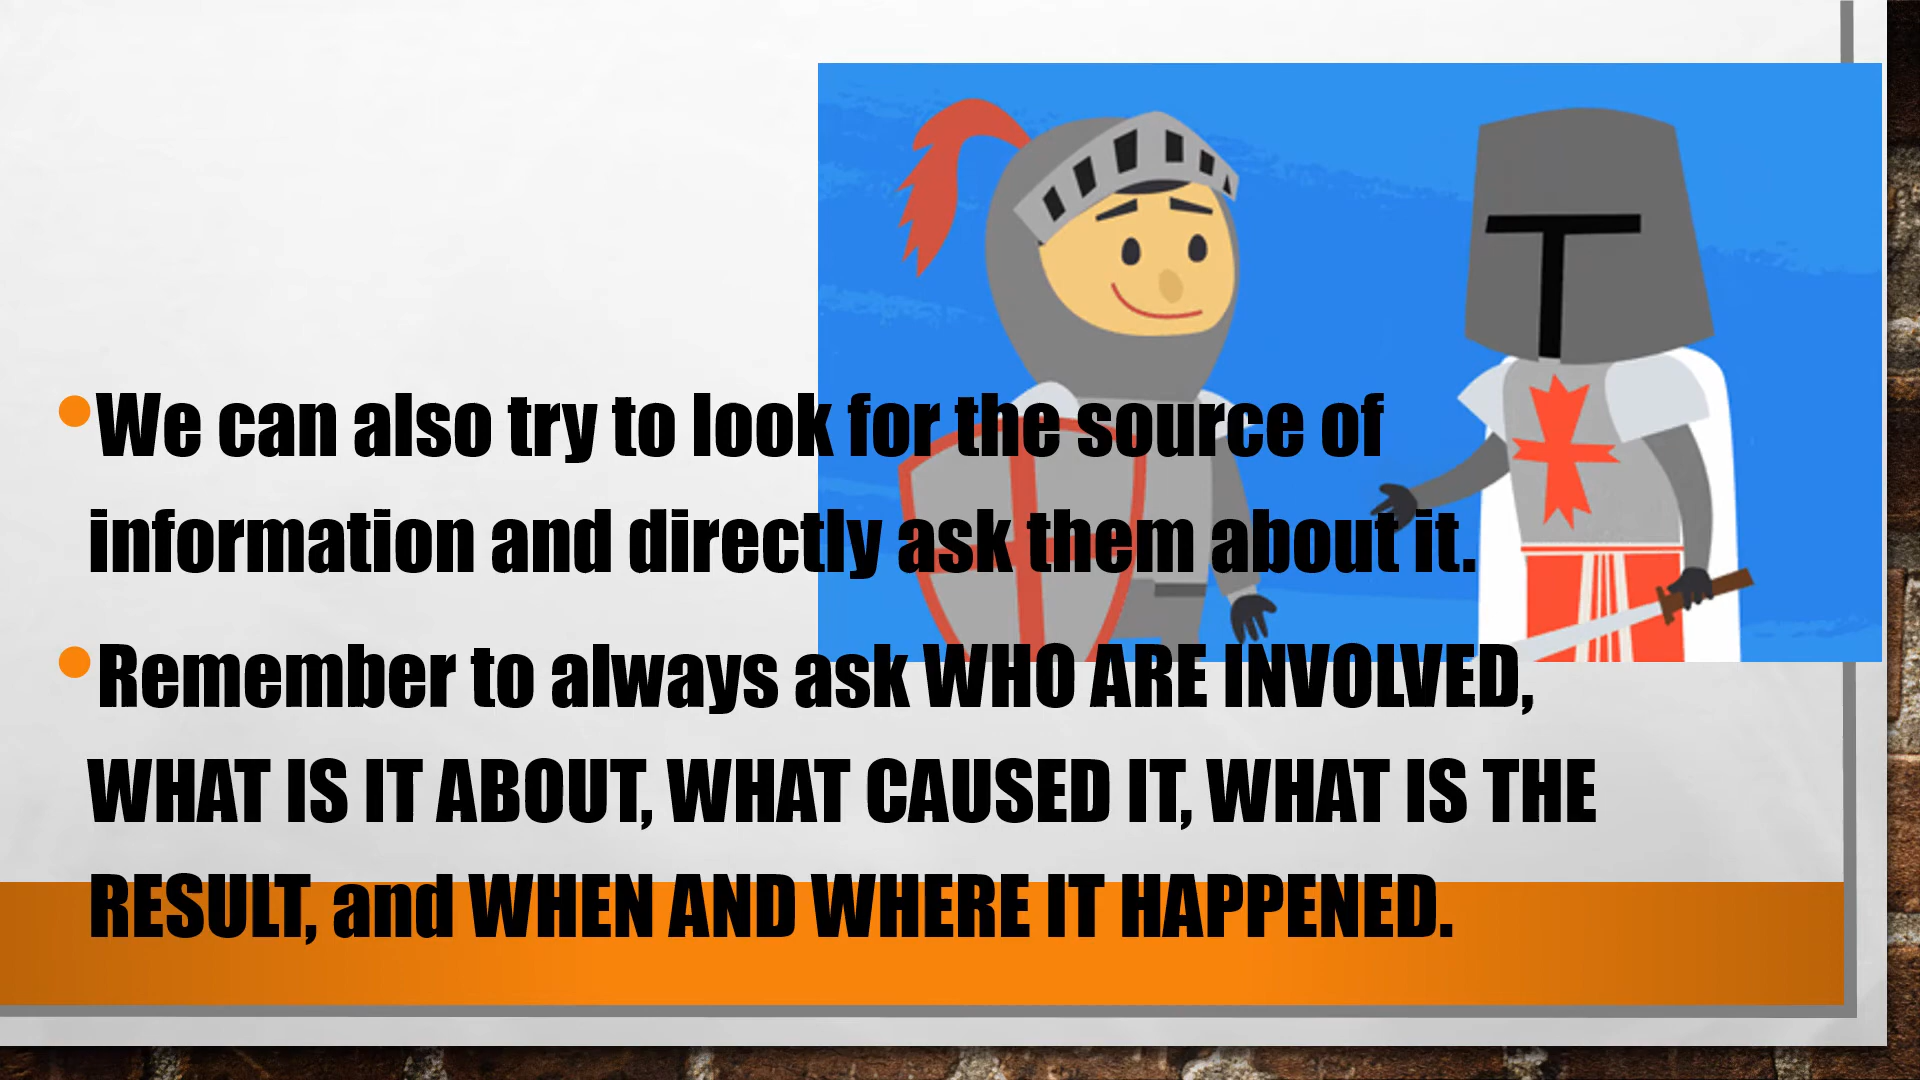 •We can also try to look for the source of
information and directly ask them about it.
•Remember to always ask WHO ARE INVOLVED,
WHAT IS IT ABOUT, WHAT CAUSED IT, WHAT IS THE
RESULT, and WHEN AND WHERE IT HAPPENED.